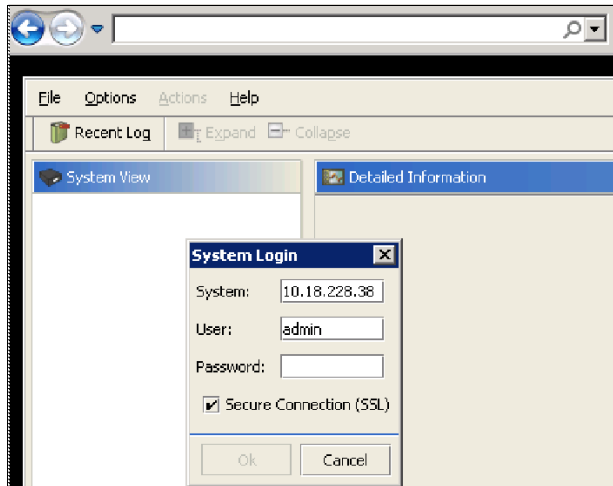 File Options Actions Help
Recent Log Expand Collapse
System View
Detailed Information
System Login
System: 10.18.228.38
User: admin
Password:
Secure Connection (SSL)
Ok Cancel